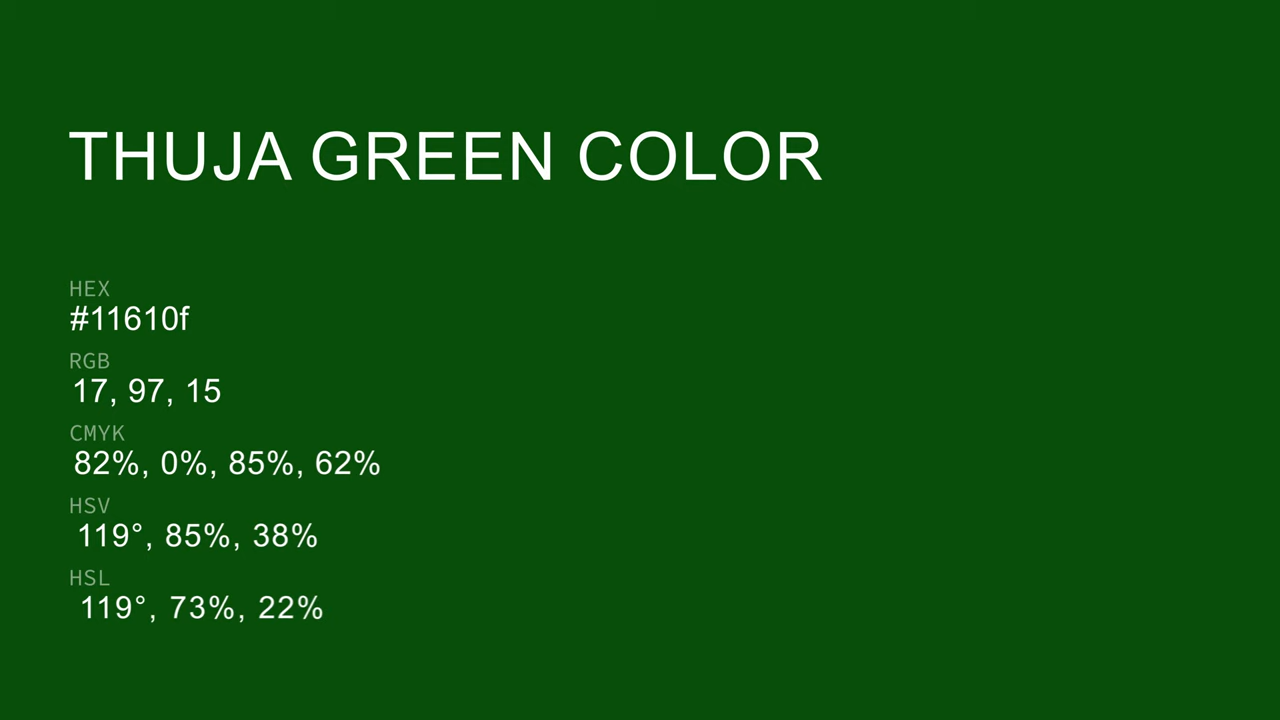 THUJA GREEN COLOR
HEX
#11610f
RGB
17, 97, 15
CMYK
82%, 0%, 85%, 62%
HSV
119°, 85%, 38%
HSL
119°, 73%, 22%